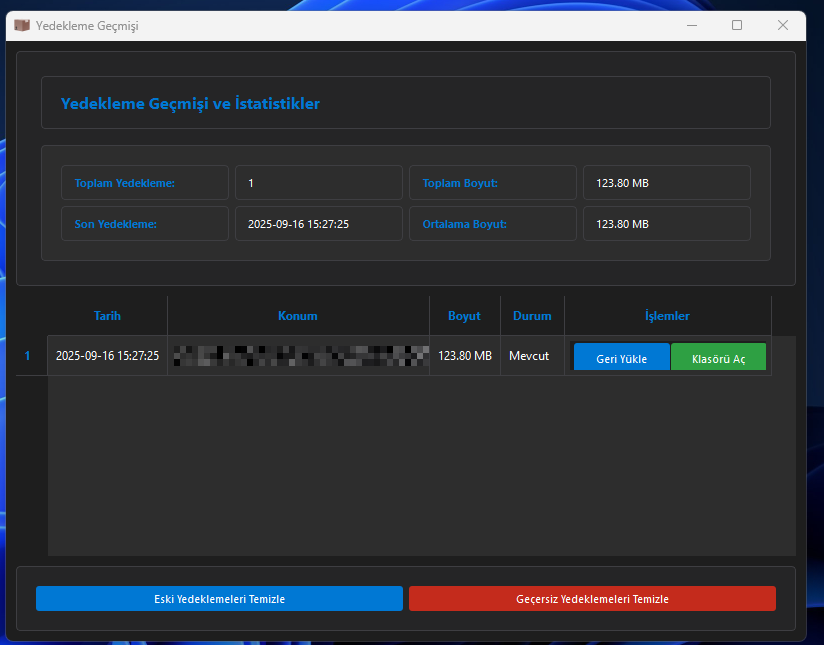 Yedekleme Geçmişi
Yedekleme Geçmişi ve İstatistikler
Toplam Yedekleme: 1 Toplam Boyut: 123.80 MB
Son Yedekleme: 2025-09-16 15:27:25 Ortalama Boyut: 123.80 MB
Tarih Konum Boyut Durum İşlemler
1 2025-09-16 15:27:25 123.80 MB Mevcut Geri Yükle Klasörü Aç
Eski Yedeklemeleri Temizle Geçersiz Yedeklemeleri Temizle